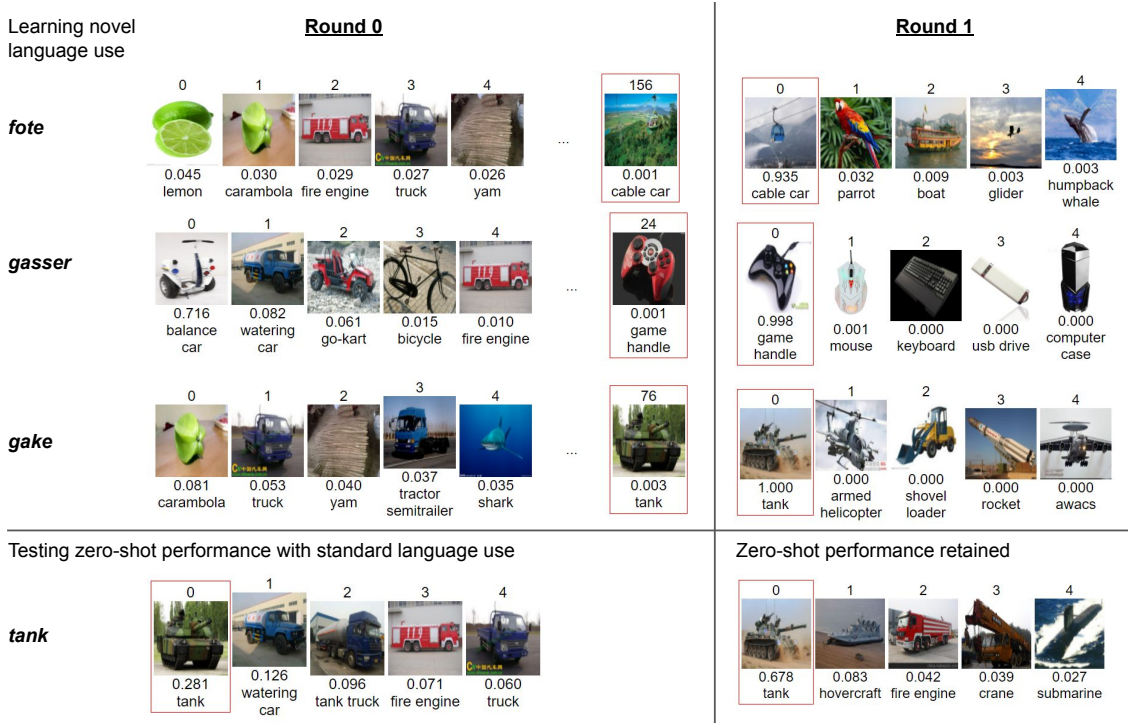 Learning novel
language use
Round 0
Round 1
fote
0 1 2 3 4 ... 156
0.045 0.030 0.029 0.027 0.026 0.001
lemon carambola fire engine truck yam cable car
0 1 2 3 4
0.935 0.032 0.009 0.003 0.003
cable car parrot boat glider humpback
whale
gasser
0 1 2 3 4 ... 24
0.716 0.082 0.061 0.015 0.010 0.001
balance watering go-kart bicycle fire engine game
car car handle
0 1 2 3 4
0.998 0.001 0.000 0.000 0.000
game mouse keyboard usb drive computer
handle case
gake
0 1 2 3 4 ... 76
0.081 0.053 0.040 0.037 0.035 0.003
carambola truck yam tractor shark tank
semitrailer
0 1 2 3 4
1.000 0.000 0.000 0.000 0.000
tank armed shovel rocket awacs
helicopter loader
Testing zero-shot performance with standard language use
Zero-shot performance retained
tank
0 1 2 3 4
0.281 0.126 0.096 0.071 0.060
tank watering tank truck fire engine truck
car
0 1 2 3 4
0.678 0.083 0.042 0.039 0.027
tank hovercraft fire engine crane submarine